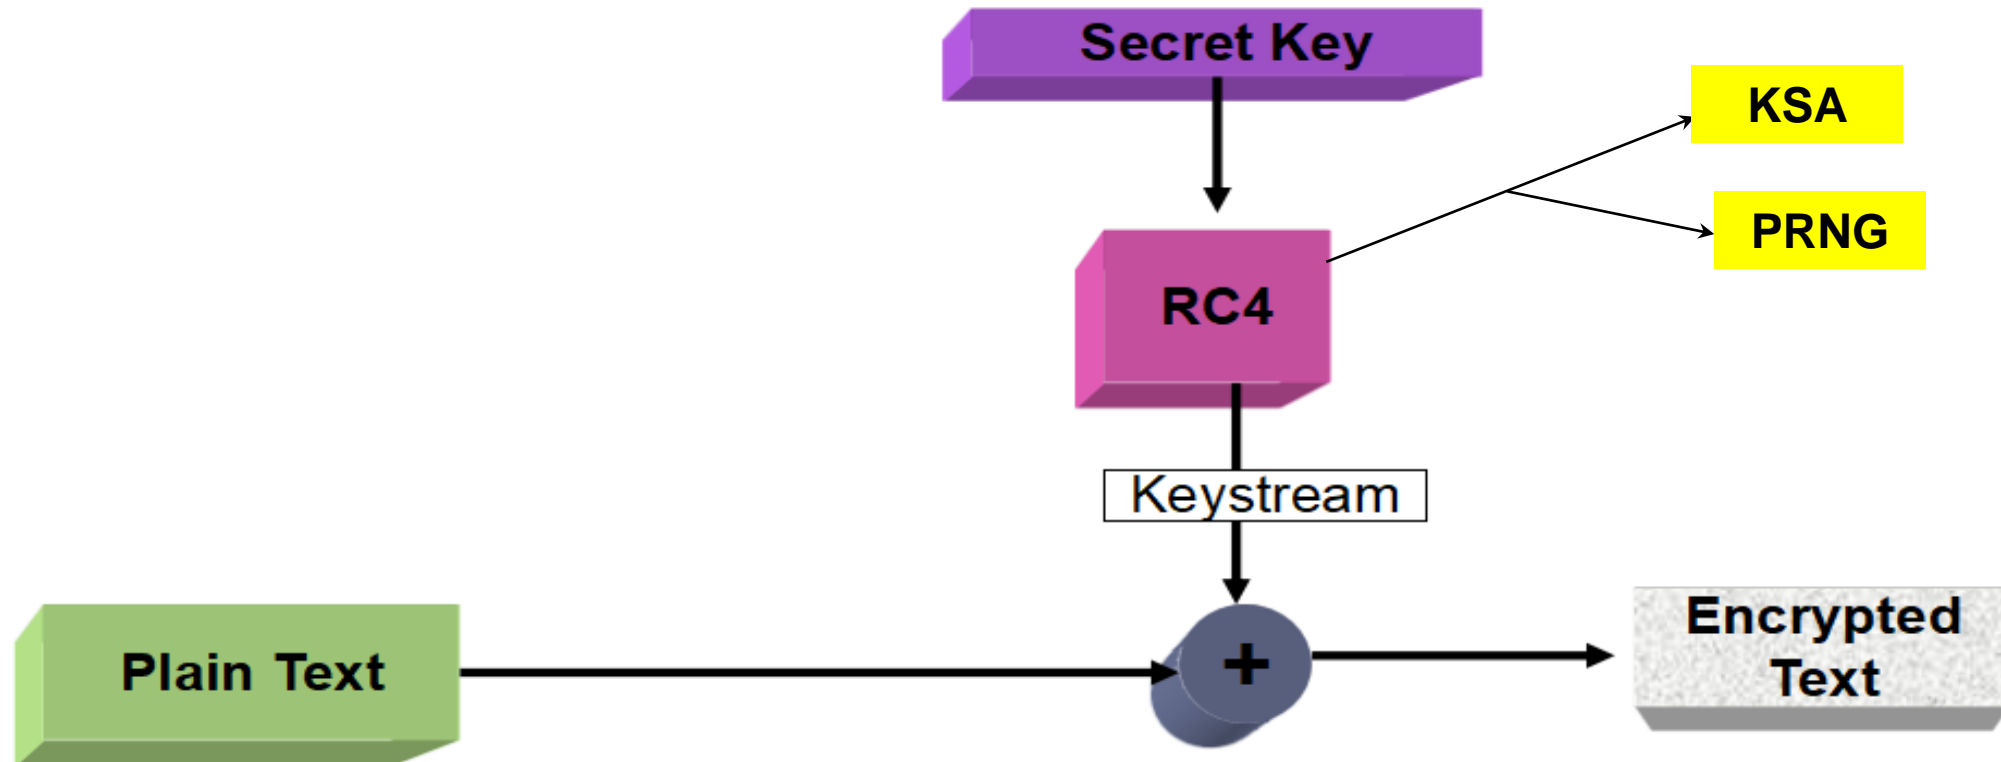 Secret Key
KSA
PRNG
RC4
Keystream
Plain Text
+
Encrypted
Text